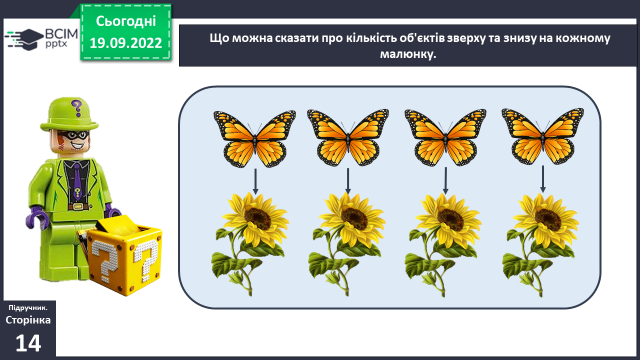 BCIM
pptx
Сьогодні
19.09.2022
Що можна сказати про кількість об'єктів зверху та знизу на кожному
малюнку.
?
? ?
Підручник.
Сторінка
14